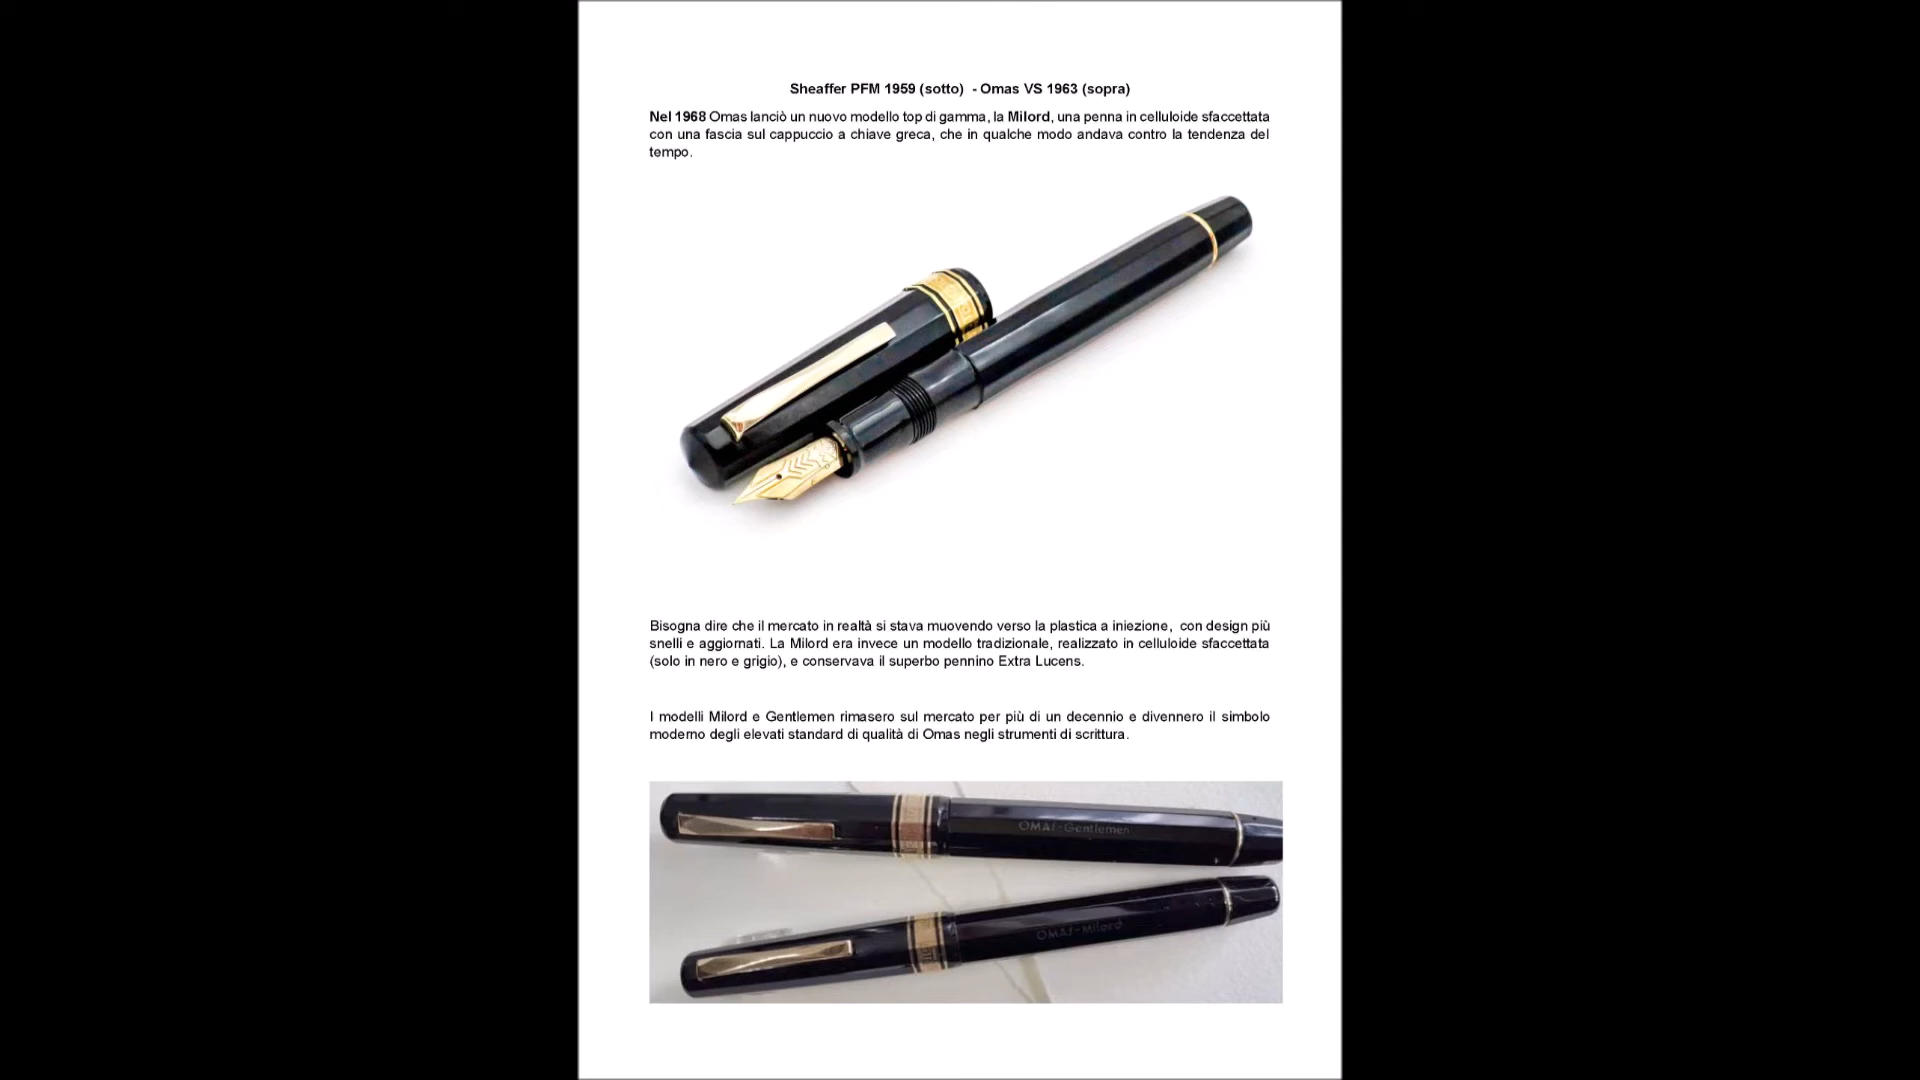 Sheaffer PFM 1959 (sotto)  - Omas VS 1963 (sopra)
Nel 1968 Omas lanciò un nuovo modello top di gamma, la Milord, una penna in celluloide sfaccettata
con una fascia sul cappuccio a chiave greca, che in qualche modo andava contro la tendenza del
tempo.
Bisogna dire che il mercato in realtà si stava muovendo verso la plastica a iniezione,  con design più
snelli e aggiornati. La Milord era invece un modello tradizionale, realizzato in celluloide sfaccettata
(solo in nero e grigio), e conservava il superbo pennino Extra Lucens.
I modelli Milord e Gentlemen rimasero sul mercato per più di un decennio e divennero il simbolo
moderno degli elevati standard di qualità di Omas negli strumenti di scrittura.
OMAS-Gentlemen
OMAS-Milord